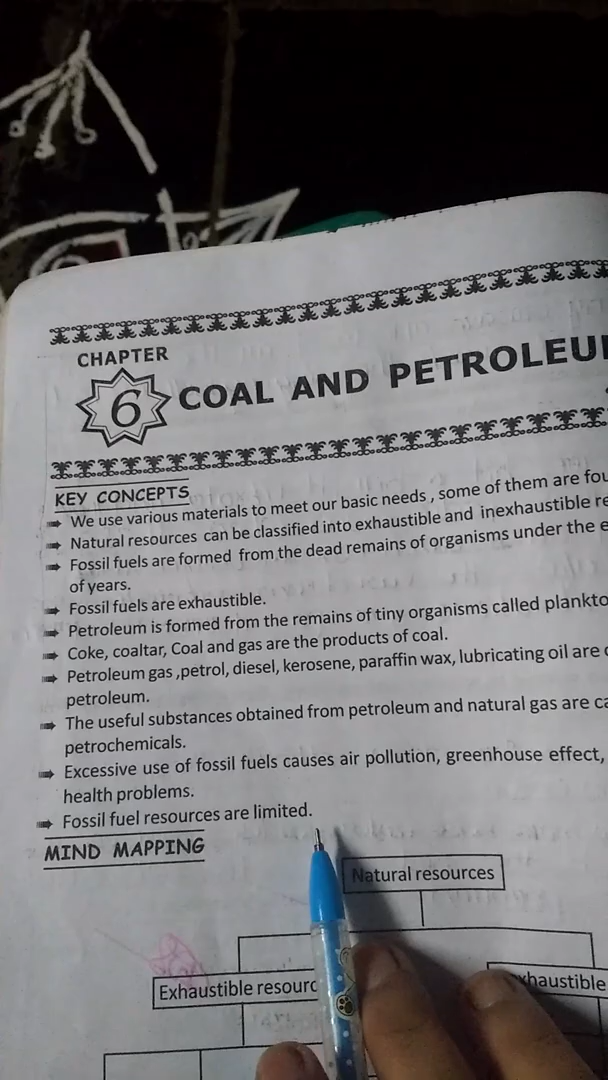 CHAPTER
6 COAL AND PETROLEU
KEY CONCEPTS
We use various materials to meet our basic needs , some of them are fou
Natural resources can be classified into exhaustible and inexhaustible re
Fossil fuels are formed from the dead remains of organisms under the e
of years.
Fossil fuels are exhaustible.
Petroleum is formed from the remains of tiny organisms called plankto
Coke, coaltar, Coal and gas are the products of coal.
Petroleum gas ,petrol, diesel, kerosene, paraffin wax, lubricating oil are
petroleum.
The useful substances obtained from petroleum and natural gas are ca
petrochemicals.
Excessive use of fossil fuels causes air pollution, greenhouse effect,
health problems.
Fossil fuel resources are limited.
MIND MAPPING
Natural resources
Exhaustible resourc
exhaustible